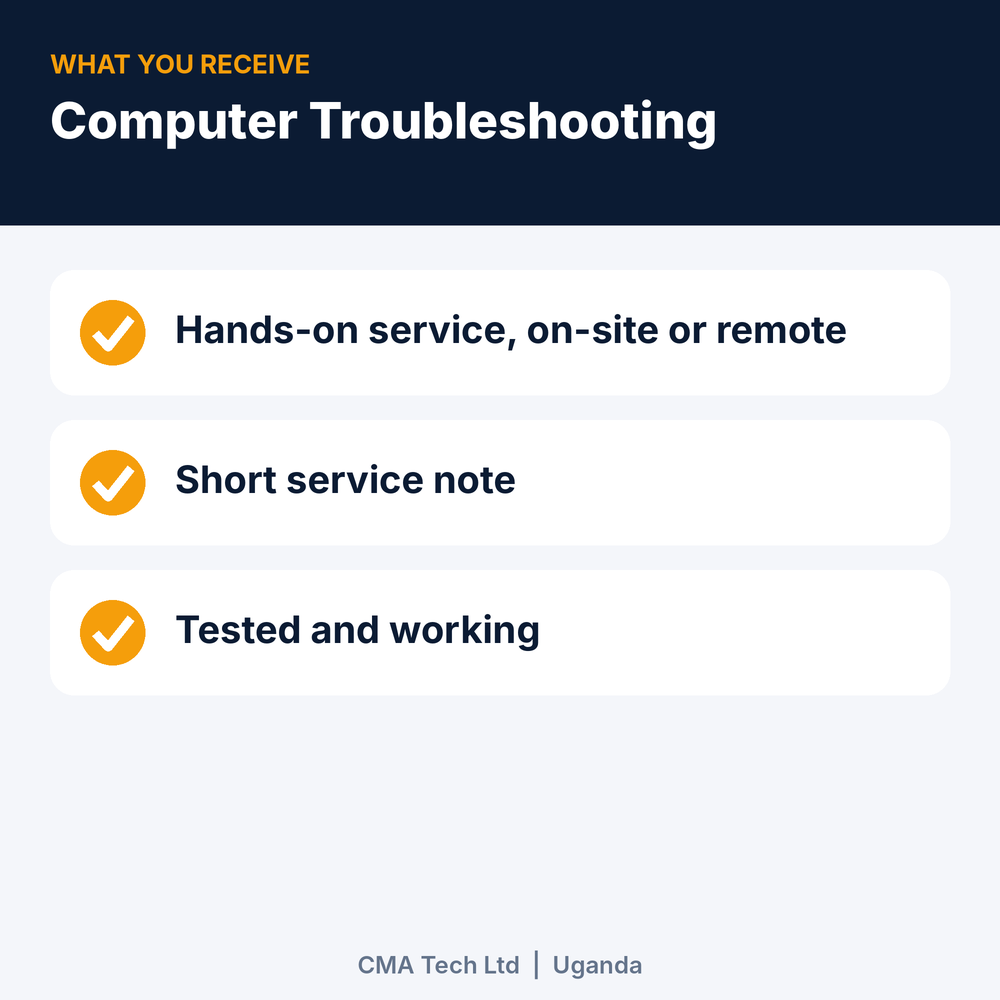 WHAT YOU RECEIVE
Computer Troubleshooting
Hands-on service, on-site or remote
Short service note
Tested and working
CMA Tech Ltd | Uganda